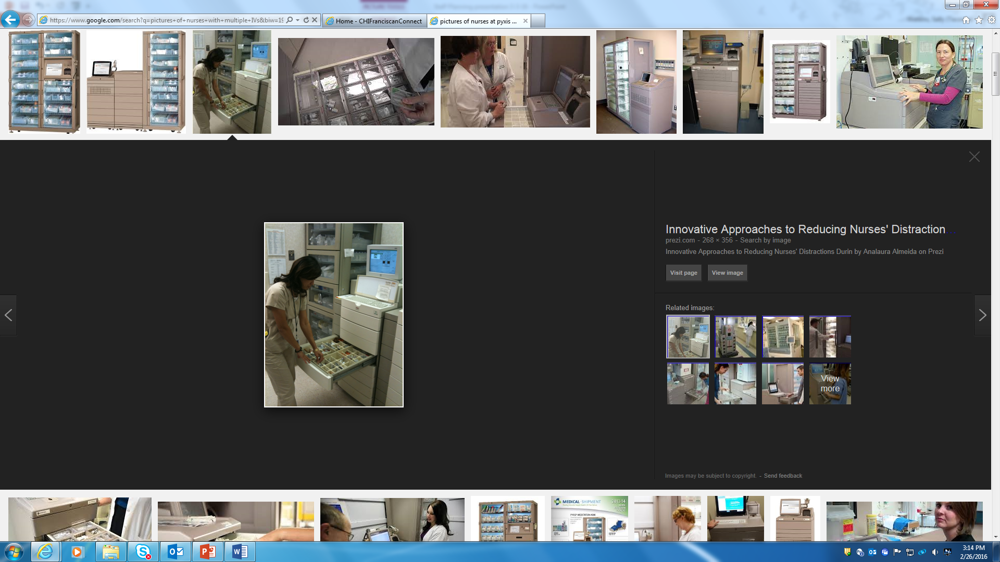 https://www.google.com/search?q=pictures+of+nurses+with+multiple+IVs&biw=19
Home - CHIFranciscanConnect
pictures of nurses at pyxis ...
Innovative Approaches to Reducing Nurses' Distraction ...
prezi.com - 268 × 356 - Search by image
Innovative Approaches to Reducing Nurses' Distractions Durin by Analaura Almeida on Prezi
Visit page
View image
Related images:
View
more
Images may be subject to copyright. - Send feedback
MEDICAL SHIPMENT
2013-14
3:14 PM
2/26/2016